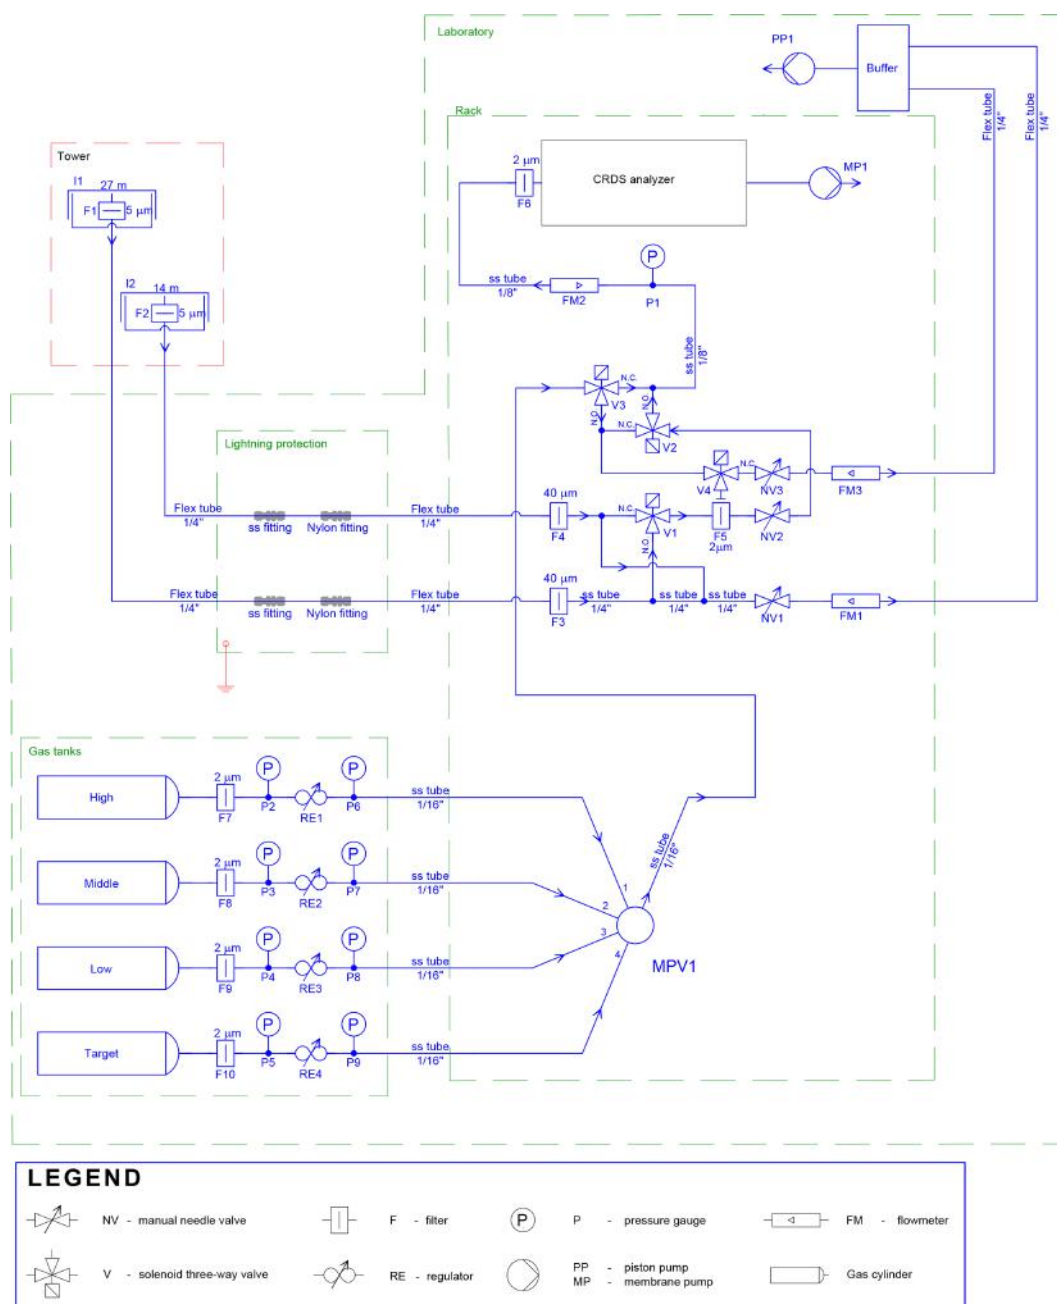 Laboratory
PP1
Buffer
Flex tube
1/4"
Flex tube
1/4"
Rack
Tower
I1
27 m
F1
5 μm
I2
14 m
F2
5 μm
2 μm
F6
CRDS analyzer
MP1
P
P1
ss tube
1/8"
FM2
ss tube
1/8"
N.C.
V3
N.O.
N.O.
N.C.
V2
V4
N.C.
NV3
FM3
Lightning protection
Flex tube
1/4"
ss fitting
Nylon fitting
Flex tube
1/4"
40 μm
F4
N.C.
V1
N.O.
F5
2μm
NV2
Flex tube
1/4"
ss fitting
Nylon fitting
Flex tube
1/4"
40 μm
F3
ss tube
1/4"
ss tube
1/4"
ss tube
1/4"
NV1
FM1
Gas tanks
High
2 μm
F7
P
P2
RE1
P
P6
ss tube
1/16"
Middle
2 μm
F8
P
P3
RE2
P
P7
ss tube
1/16"
Low
2 μm
F9
P
P4
RE3
P
P8
ss tube
1/16"
Target
2 μm
F10
P
P5
RE4
P
P9
ss tube
1/16"
1
2
3
4
ss tube
1/16"
MPV1
LEGEND
NV - manual needle valve
F - filter
P P - pressure gauge
FM - flowmeter
V - solenoid three-way valve
RE - regulator
PP - piston pump
MP - membrane pump
Gas cylinder